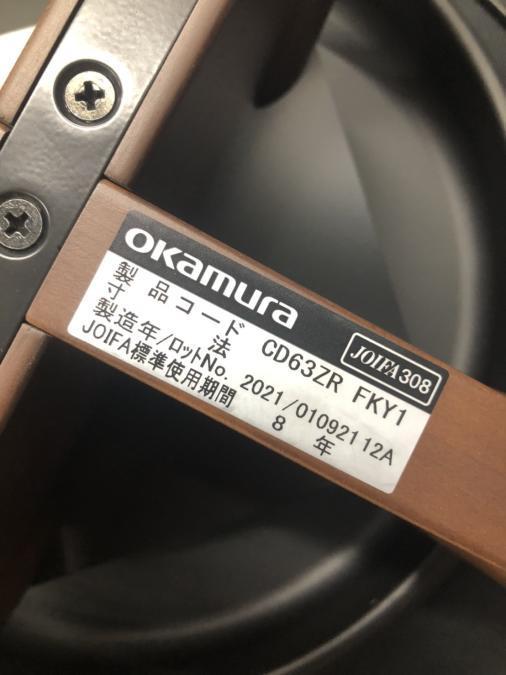 okamura
JOIFA308
製品コード CD63ZR FKY1
寸法
製造年/ロットNo. 2021/01092112A
JOIFA標準使用期間 8年